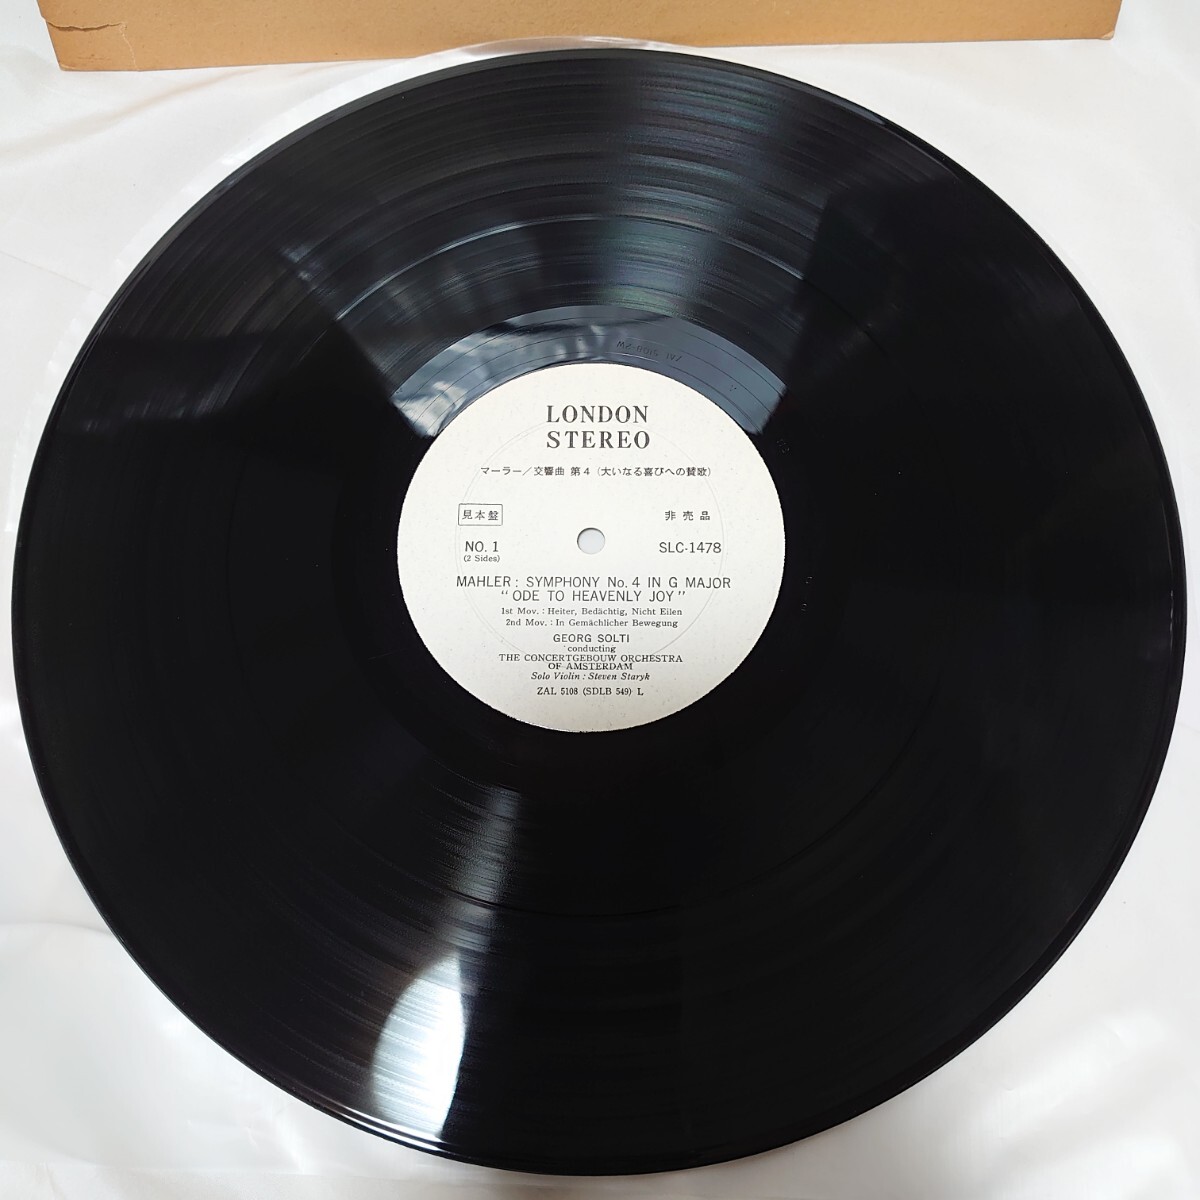 LONDON
STEREO
マーラー/交響曲 第4 (大いなる喜びへの賛歌)
見本盤
非売品
NO. 1
(2 Sides)
SLC-1478
MAHLER: SYMPHONY No. 4 IN G MAJOR
"ODE TO HEAVENLY JOY"
1st Mov.: Heiter, Bedächtig, Nicht Eilen
2nd Mov.: In Gemächlicher Bewegung
GEORG SOLTI
conducting
THE CONCERTGEBOUW ORCHESTRA
OF AMSTERDAM
Solo Violin: Steven Staryk
ZAL 5108 (SDLB 549) L